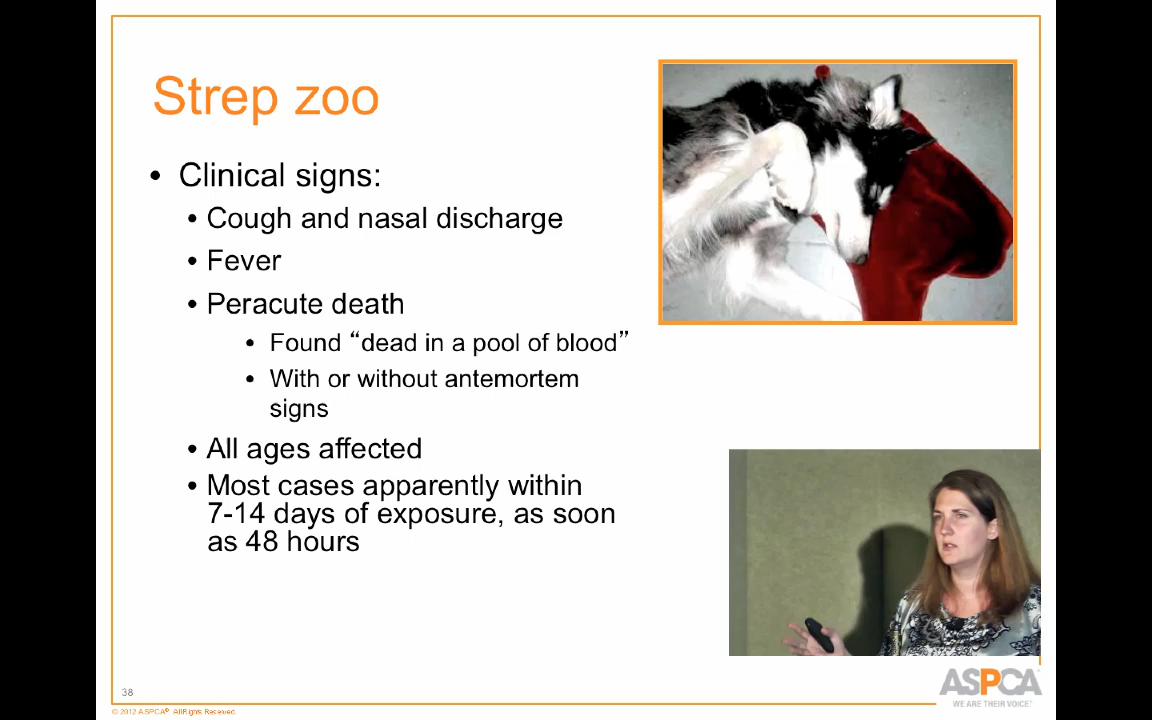 Strep zoo
• Clinical signs:
• Cough and nasal discharge
• Fever
• Peracute death
• Found “dead in a pool of blood”
• With or without antemortem
signs
• All ages affected
• Most cases apparently within
7-14 days of exposure, as soon
as 48 hours
38
© 2012 ASPCA® All Rights Reserved.
ASPCA
WE ARE THEIR VOICE®